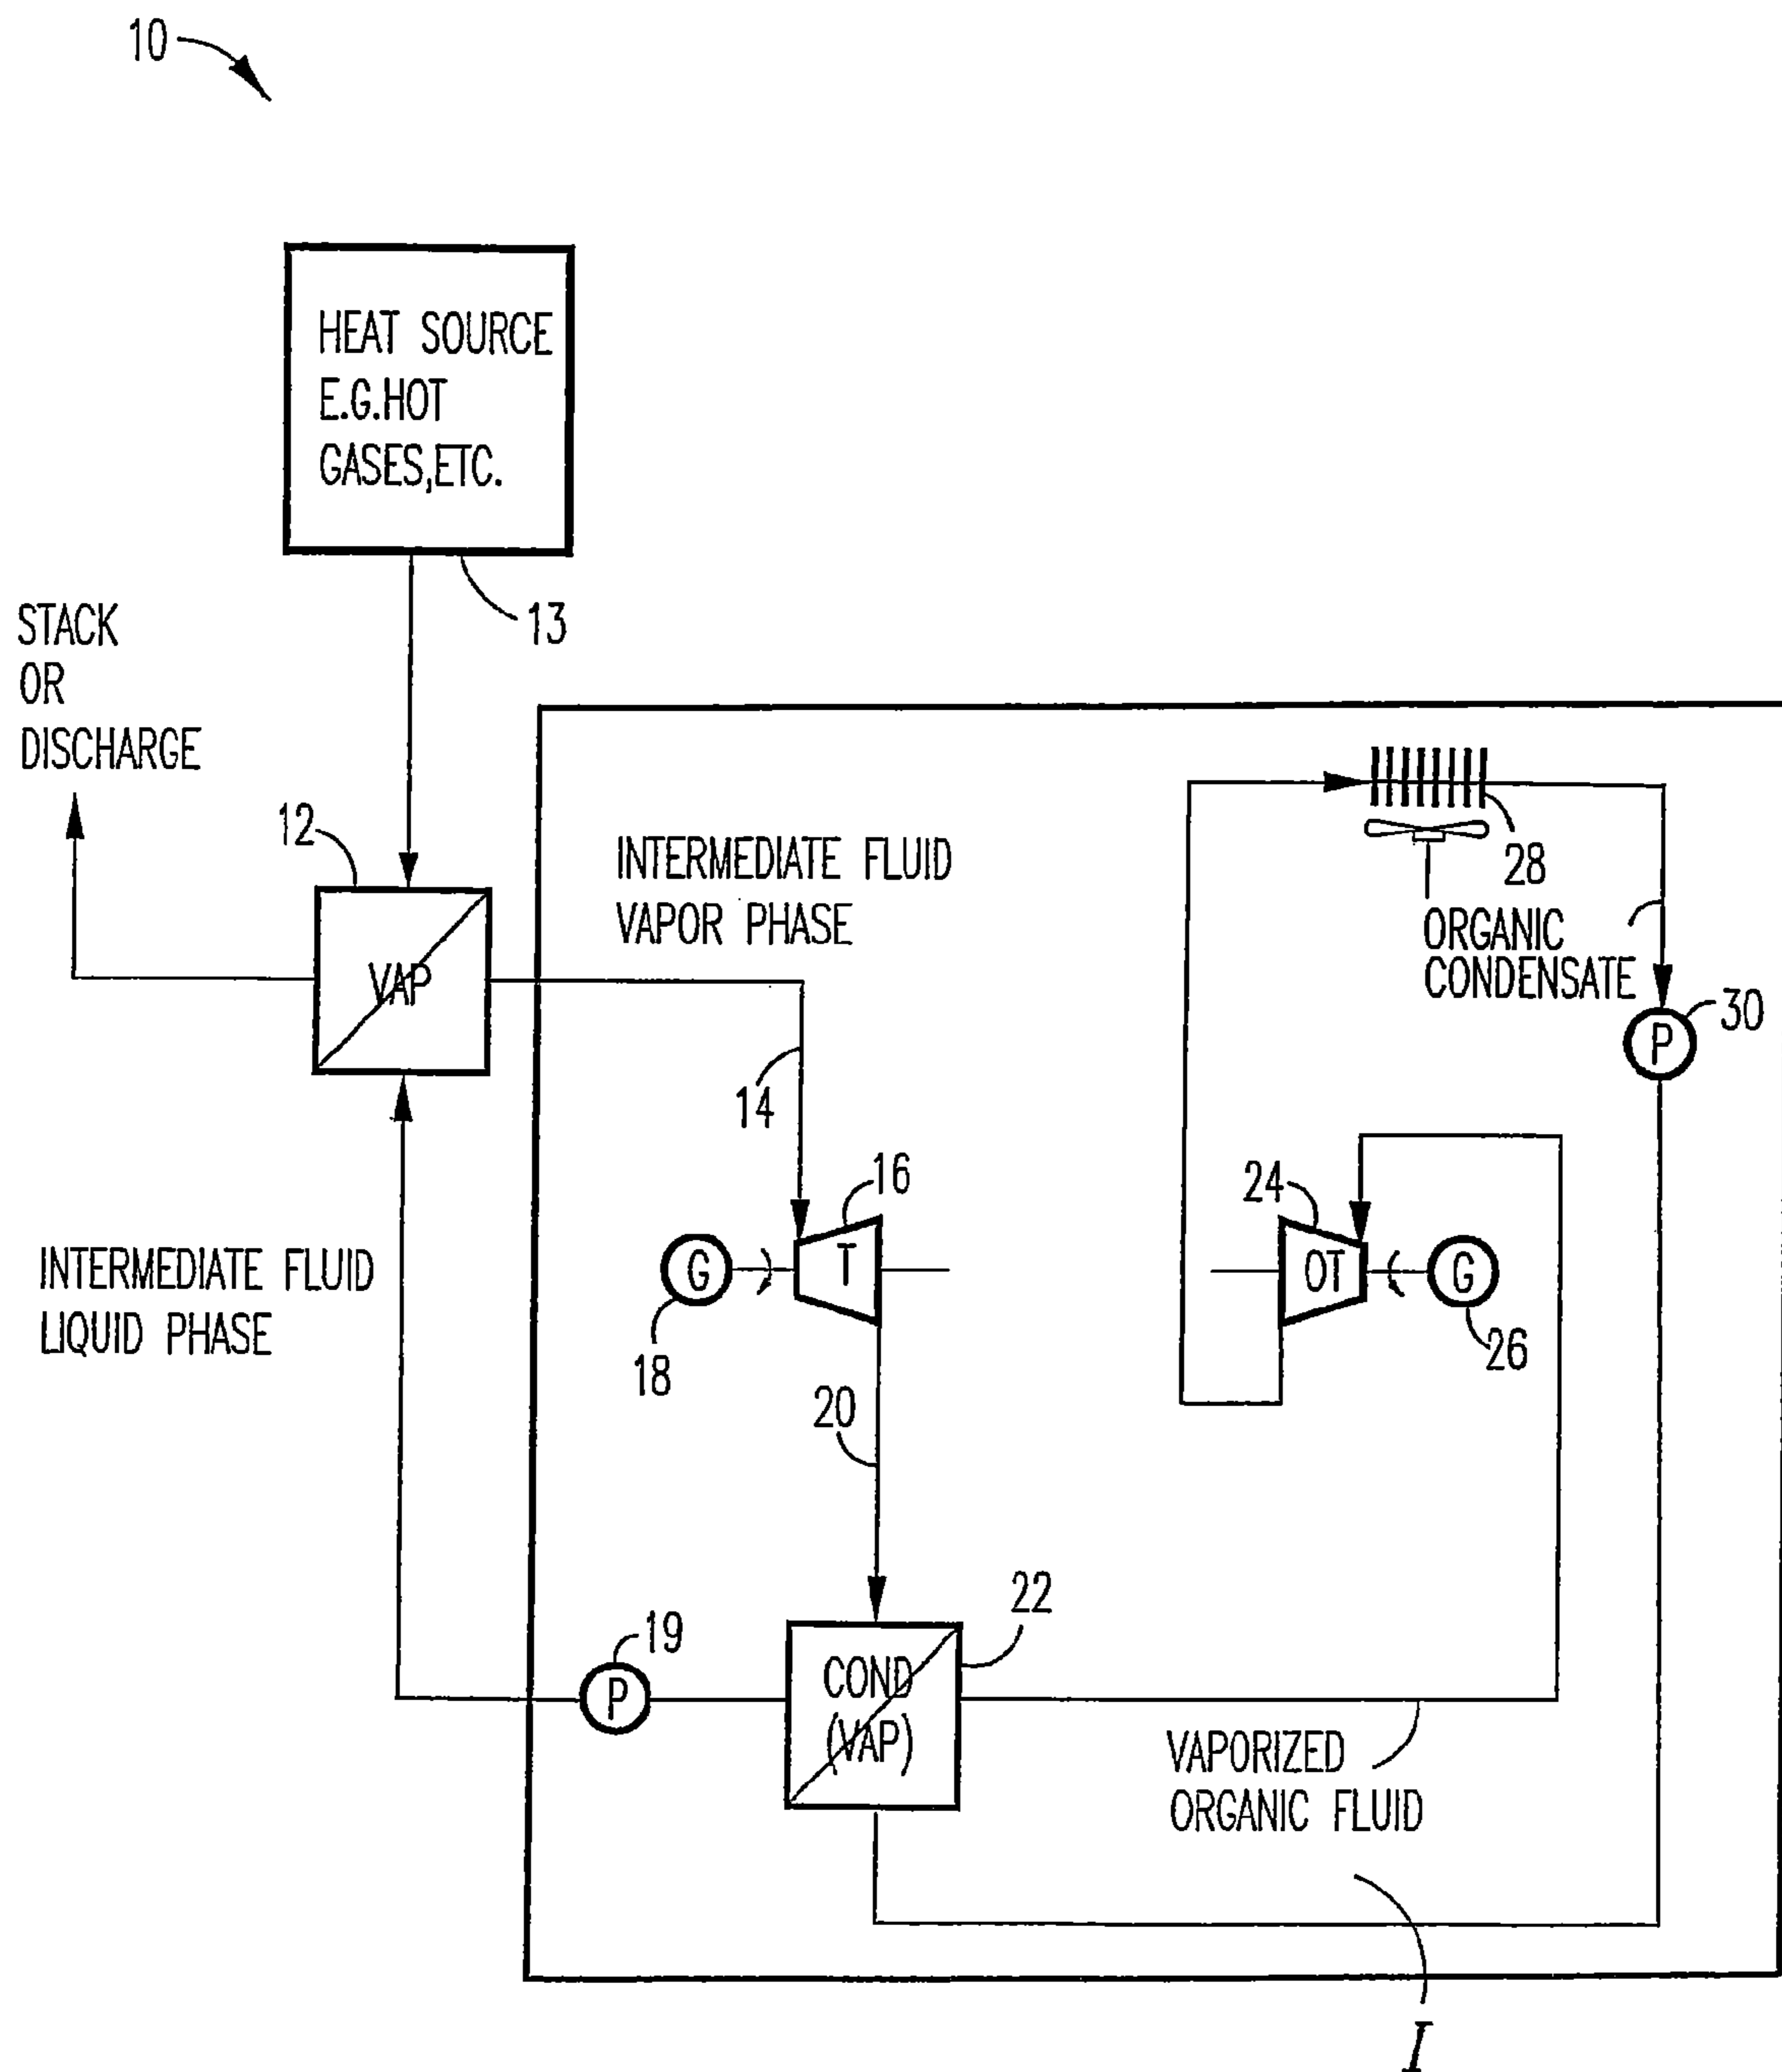 10
HEAT SOURCE
E.G.HOT
GASES,ETC.
13
STACK
OR
DISCHARGE
12
VAP
INTERMEDIATE FLUID
VAPOR PHASE
28
ORGANIC
CONDENSATE
30
P
14
16
24
G
T
OT
G
18
26
INTERMEDIATE FLUID
LIQUID PHASE
20
22
19
P
COND
(VAP)
VAPORIZED
ORGANIC FLUID
I